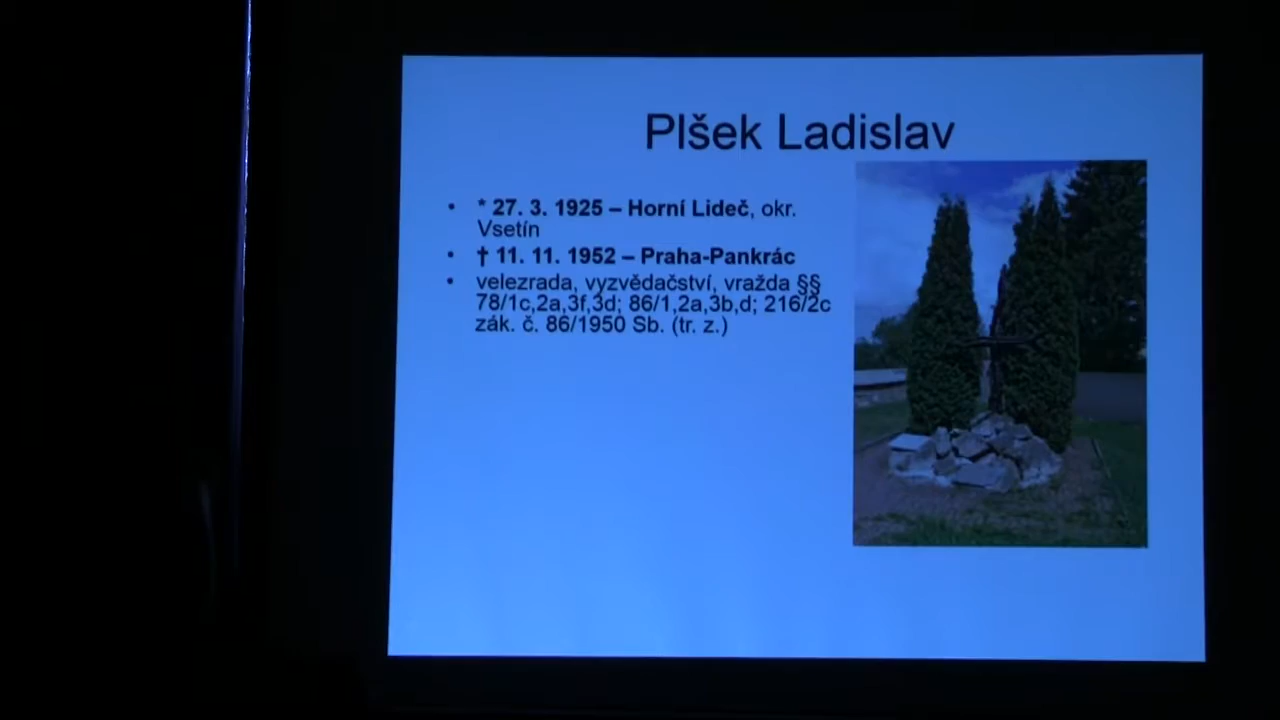 Plšek Ladislav
• * 27. 3. 1925 – Horní Lideč, okr.
Vsetín
• † 11. 11. 1952 – Praha-Pankrác
• velezrada, vyzvědačství, vražda §§
78/1c,2a,3f,3d; 86/1,2a,3b,d; 216/2c
zák. č. 86/1950 Sb. (tr. z.)